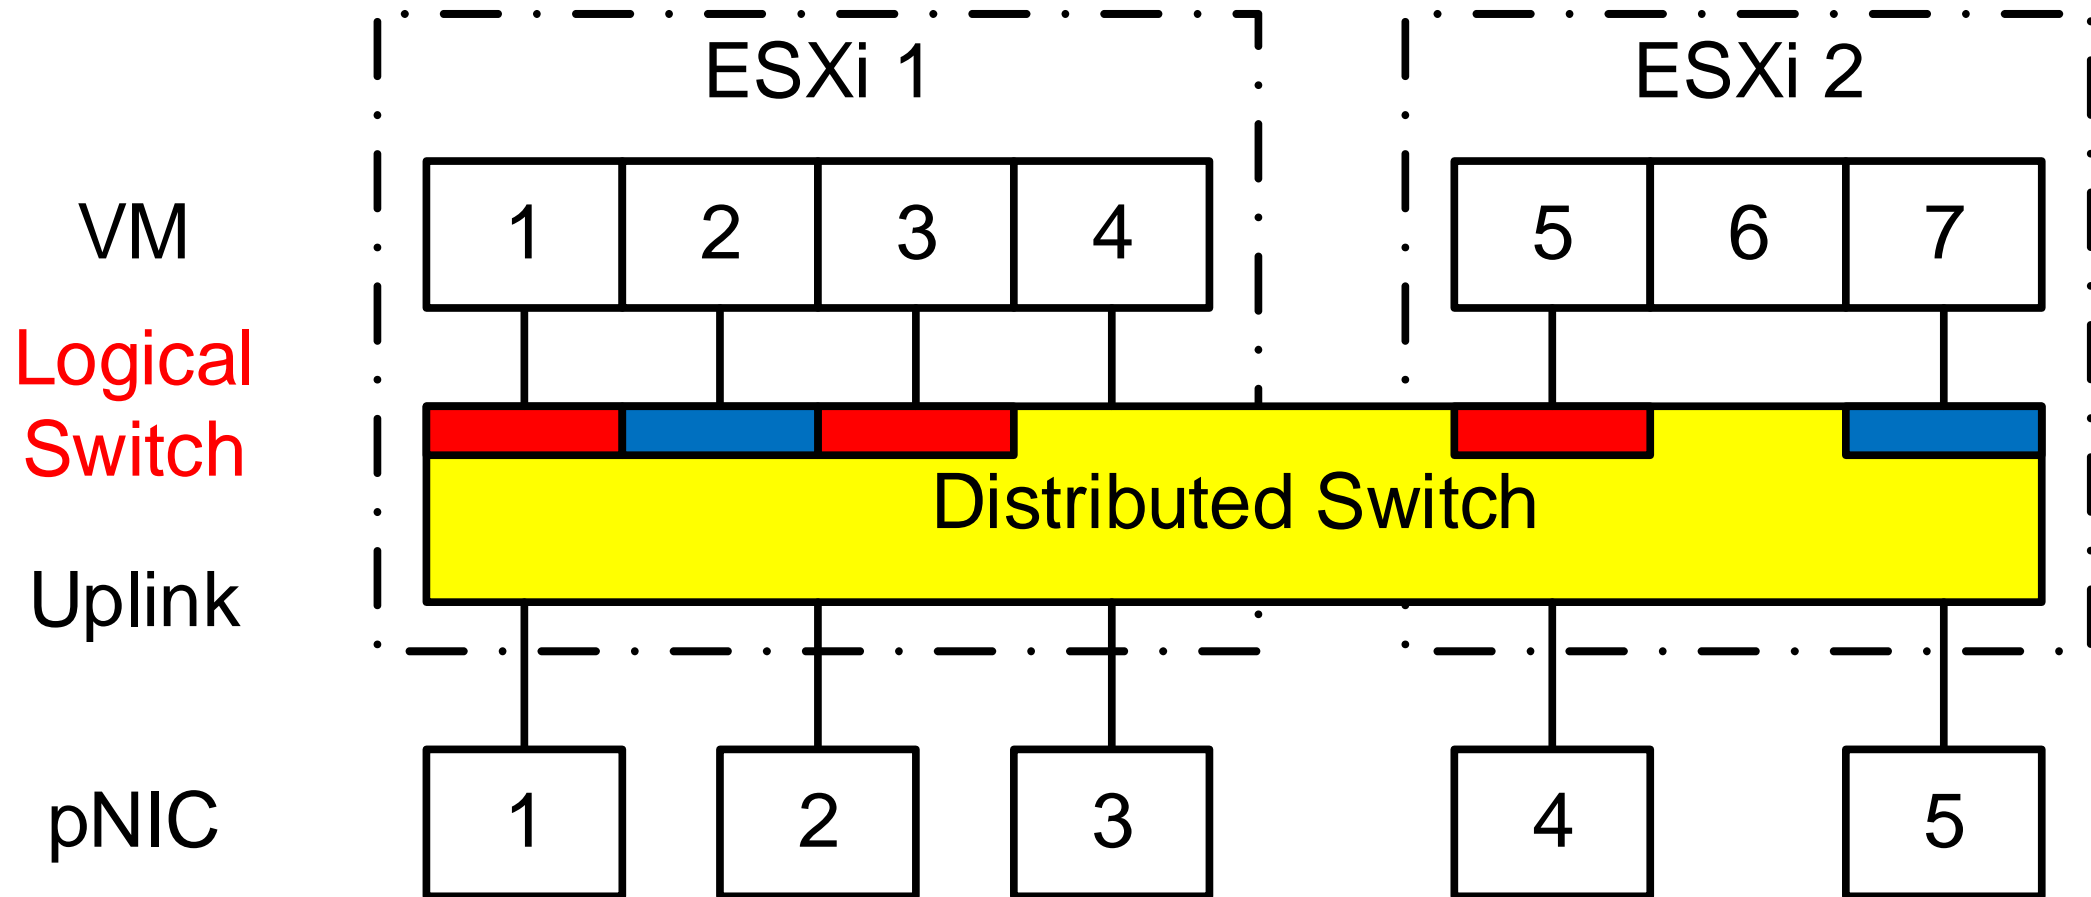 ESXi 1
ESXi 2
VM
1 2 3 4 5 6 7
Logical
Switch
Distributed Switch
Uplink
pNIC
1 2 3 4 5